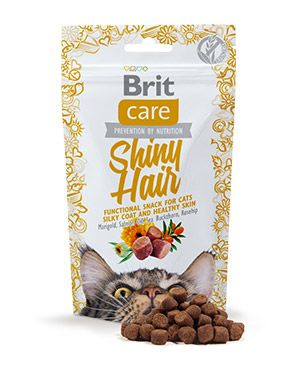 Brit
care
PREVENTION BY NUTRITION
Shiny
Hair
FUNCTIONAL SNACK FOR CATS
SILKY COAT AND HEALTHY SKIN
Marigold, Salmon, Sea Buckthorn, Rosehip